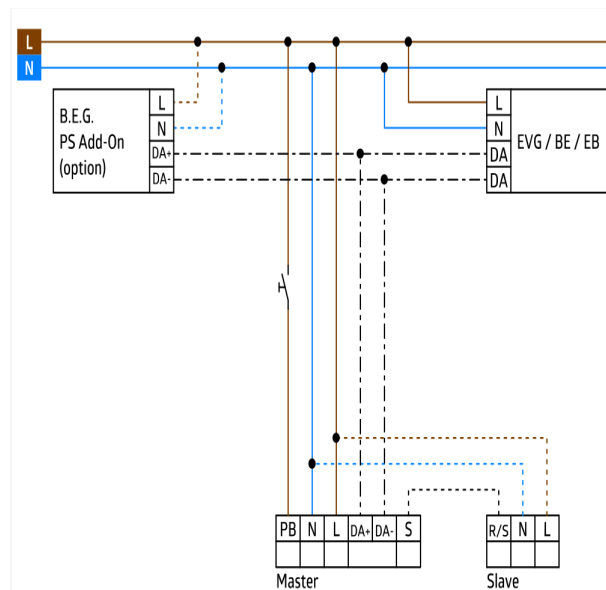 L
N
B.E.G.
PS Add-On
(option)
L
N
DA+
DA-
L
N
DA
DA
EVG / BE / EB
PB N L DA+ DA- S
Master
R/S N L
Slave